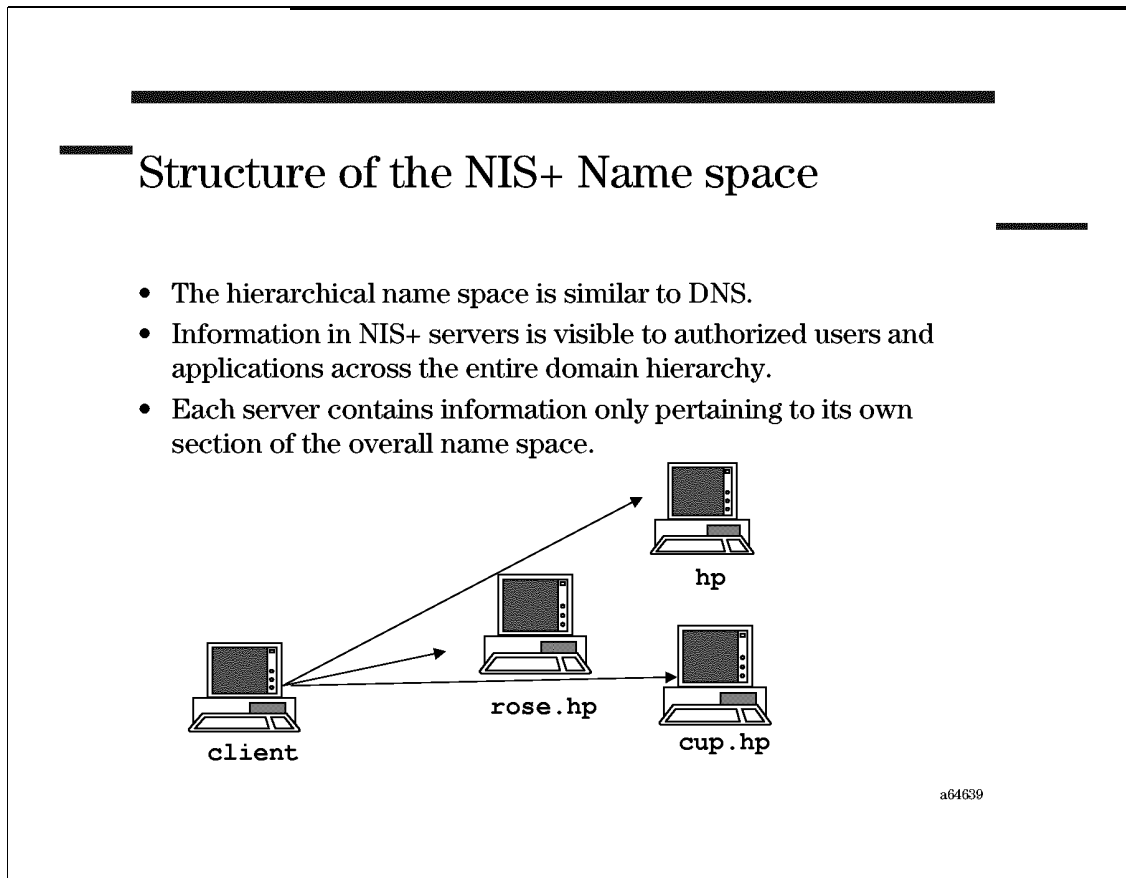 Structure of the NIS+ Name space
• The hierarchical name space is similar to DNS.
• Information in NIS+ servers is visible to authorized users and
applications across the entire domain hierarchy.
• Each server contains information only pertaining to its own
section of the overall name space.
hp
rose.hp
cup.hp
client
a64639